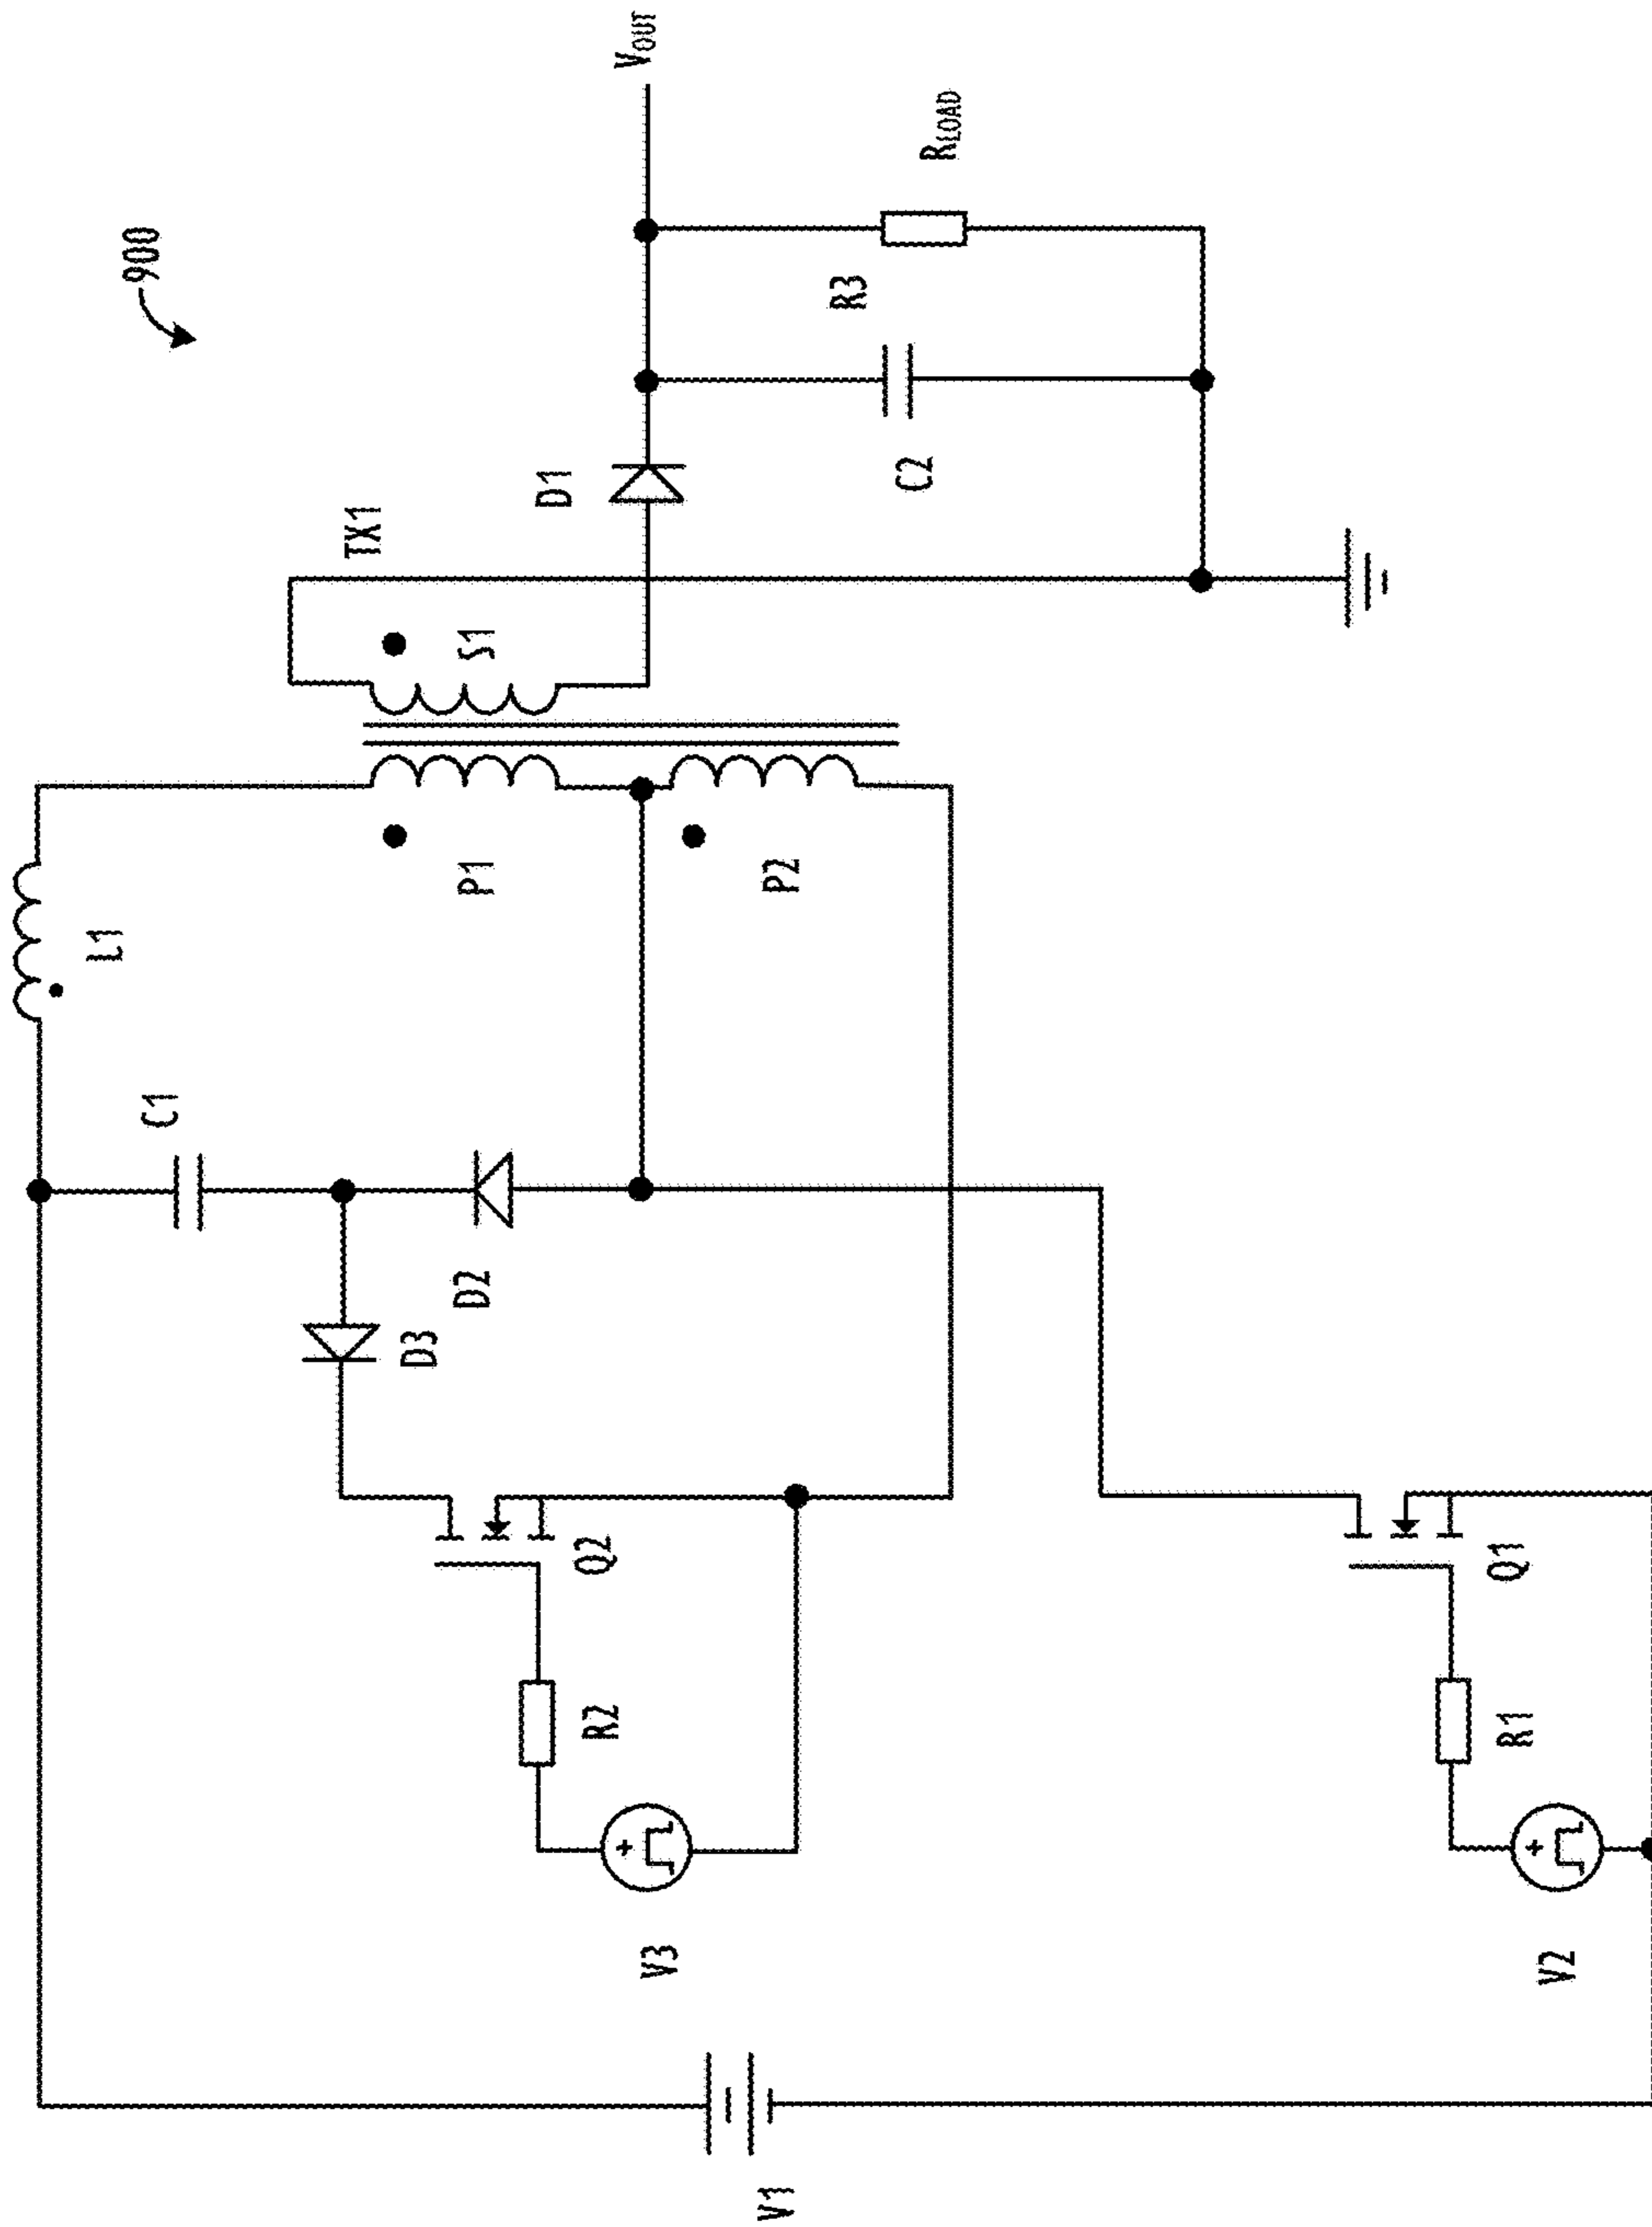 900
V1
V3
R2
Q2
D3
D2
C1
L1
P1
P2
TX1
S1
D1
VOUT
C2
R3
RLOAD
V2
R1
Q1
+
+